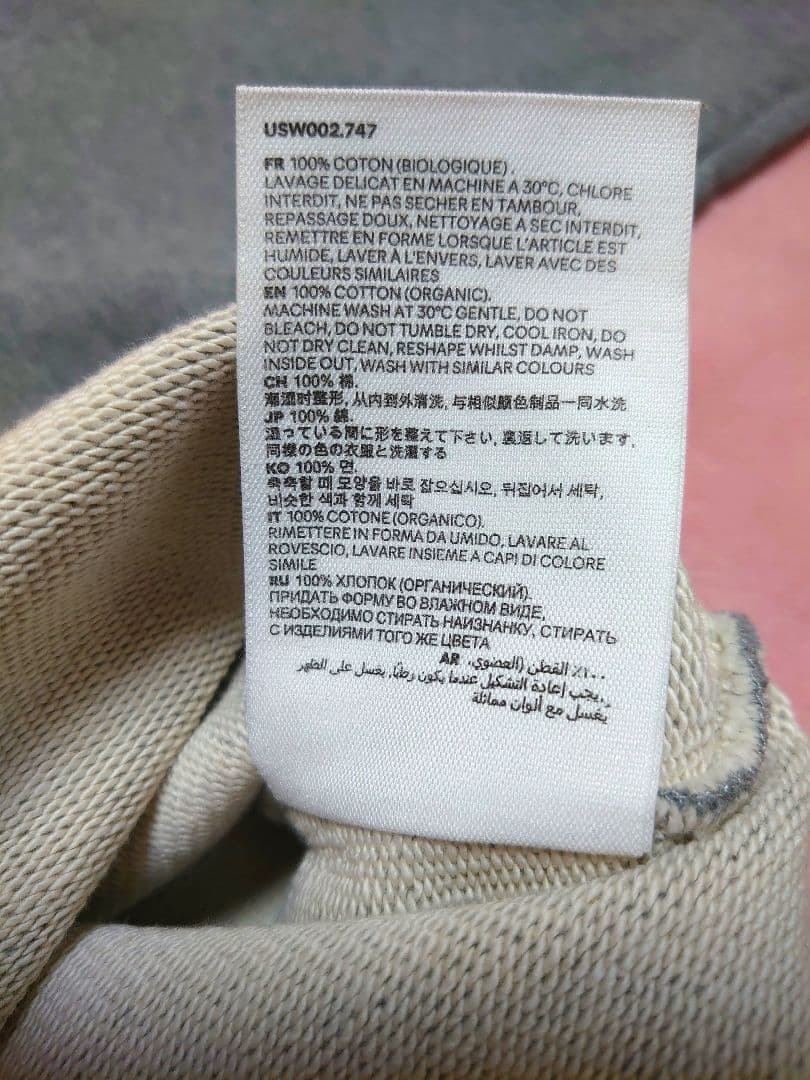 USW002.747
FR 100% COTON (BIOLOGIQUE).
LAVAGE DELICAT EN MACHINE A 30°C, CHLORE
INTERDIT, NE PAS SECHER EN TAMBOUR,
REPASSAGE DOUX, NETTOYAGE A SEC INTERDIT,
REMETTRE EN FORME LORSQUE L'ARTICLE EST
HUMIDE, LAVER À L'ENVERS, LAVER AVEC DES
COULEURS SIMILAIRES
EN 100% COTTON (ORGANIC).
MACHINE WASH AT 30°C GENTLE, DO NOT
BLEACH, DO NOT TUMBLE DRY, COOL IRON, DO
NOT DRY CLEAN, RESHAPE WHILST DAMP, WASH
INSIDE OUT, WASH WITH SIMILAR COLOURS
CH 100% 棉.
潮湿时整形, 从内到外清洗, 与相似颜色制品一同水洗
JP 100% 綿.
湿っている間に形を整えて下さい, 裏返して洗います,
同様の色の衣服と洗濯する
KO 100% 면.
축축할 때 모양을 바로 잡으십시오, 뒤집어서 세탁,
비슷한 색과 함께 세탁
IT 100% COTONE (ORGANICO).
RIMETTERE IN FORMA DA UMIDO, LAVARE AL
ROVESCIO, LAVARE INSIEME A CAPI DI COLORE
SIMILE
RU 100% ХЛОПОК (ОРГАНИЧЕСКИЙ).
ПРИДАТЬ ФОРМУ ВО ВЛАЖНОМ ВИДЕ,
НЕОБХОДИМО СТИРАТЬ НАИЗНАНКУ, СТИРАТЬ
С ИЗДЕЛИЯМИ ТОГО ЖЕ ЦВЕТА
AR ١٠٠٪ القطن (العضوي.
يجب إعادة التشكيل عندما يكون رطبًا, يغسل على الظهر,
يغسل مع ألوان مماثلة